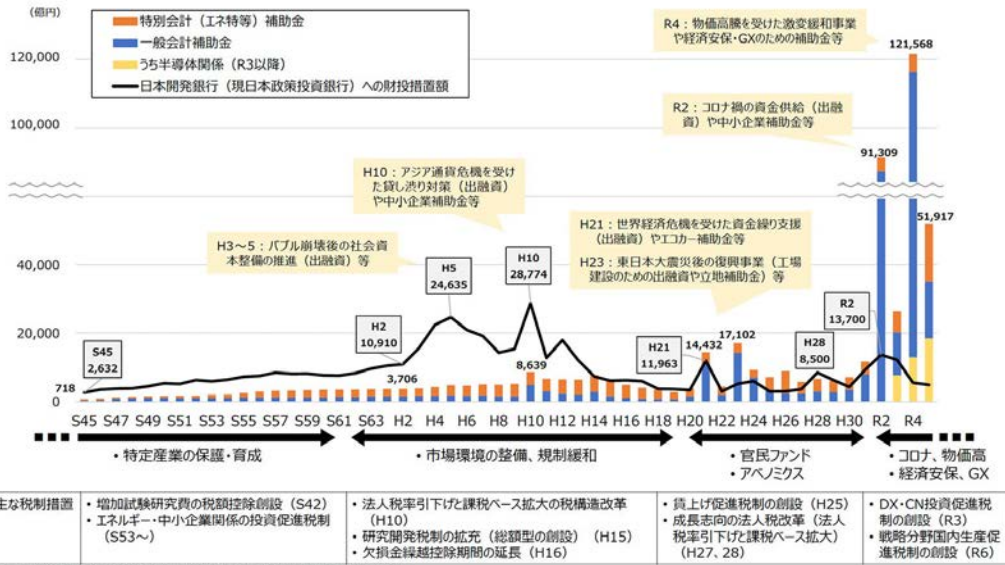 (億円)
特別会計（エネ特等）補助金
一般会計補助金
うち半導体関係（R3以降）
日本開発銀行（現日本政策投資銀行）への財投措置額
R4：物価高騰を受けた激変緩和事業
や経済安保・GXのための補助金等
121,568
120,000
R2：コロナ禍の資金供給（出融
資）や中小企業補助金等
100,000
91,309
H10：アジア通貨危機を受け
た貸し渋り対策（出融資）
や中小企業補助金等
H21：世界経済危機を受けた資金繰り支援
（出融資）やエコカー補助金等
H23：東日本大震災後の復興事業（工場
建設のための出融資や立地補助金）等
51,917
H3～5：バブル崩壊後の社会資
本整備の推進（出融資）等
40,000
H5
24,635
H10
28,774
R2
13,700
H2
10,910
20,000
S45
2,632
H21
11,963
14,432
17,102
H28
8,500
718
3,706
8,639
0
S45 S47 S49 S51 S53 S55 S57 S59 S61 S63 H2 H4 H6 H8 H10 H12 H14 H16 H18 H20 H22 H24 H26 H28 H30 R2 R4
・特定産業の保護・育成
・市場環境の整備、規制緩和
・官民ファンド
・アベノミクス
・コロナ、物価高
・経済安保、GX
主な税制措置
・増加試験研究費の税額控除創設（S42）
・エネルギー・中小企業関係の投資促進税制
（S53～）
・法人税率引下げと課税ベース拡大の税構造改革
（H10）
・研究開発税制の拡充（総額型の創設）（H15）
・欠損金繰越控除期間の延長（H16）
・賃上げ促進税制の創設（H25）
・成長志向の法人税改革（法人
税率引下げと課税ベース拡大）
（H27、28）
・DX・CN投資促進税
制の創設（R3）
・戦略分野国内生産促
進税制の創設（R6）